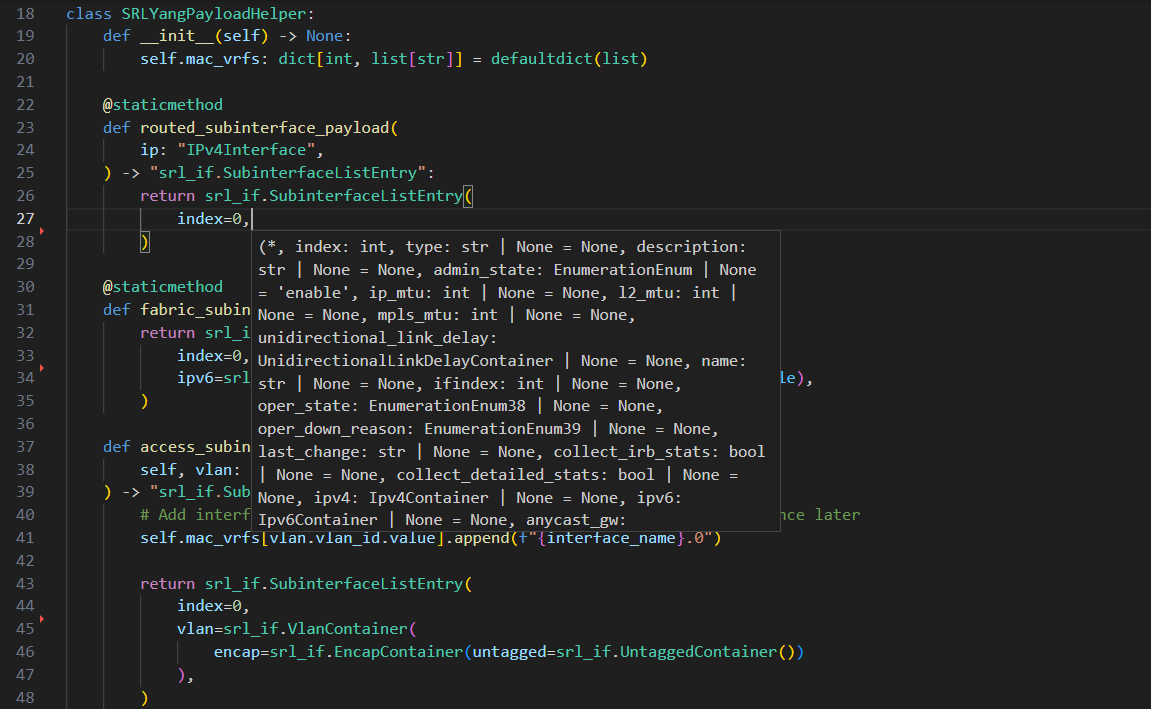 18 class SRLYangPayloadHelper:
19     def __init__(self) -> None:
20         self.mac_vrfs: dict[int, list[str]] = defaultdict(list)
21
22     @staticmethod
23     def routed_subinterface_payload(
24         ip: "IPv4Interface",
25     ) -> "srl_if.SubinterfaceListEntry":
26         return srl_if.SubinterfaceListEntry(
27             index=0,
28         )
(*, index: int, type: str | None = None, description:
str | None = None, admin_state: EnumerationEnum | None
= 'enable', ip_mtu: int | None = None, l2_mtu: int |
None = None, mpls_mtu: int | None = None,
unidirectional_link_delay:
UnidirectionalLinkDelayContainer | None = None, name:
str | None = None, ifindex: int | None = None,
oper_state: EnumerationEnum38 | None = None,
oper_down_reason: EnumerationEnum39 | None = None,
last_change: str | None = None, collect_irb_stats: bool
| None = None, collect_detailed_stats: bool | None =
None, ipv4: Ipv4Container | None = None, ipv6:
Ipv6Container | None = None, anycast_gw:
29
30     @staticmethod
31     def fabric_subin
32         return srl_i
33             index=0,
34             ipv6=srl le),
35         )
36
37     def access_subin
38         self, vlan:
39     ) -> "srl_if.Sub
40         # Add interf nce later
41         self.mac_vrfs[vlan.vlan_id.value].append(f"{interface_name}.0")
42
43         return srl_if.SubinterfaceListEntry(
44             index=0,
45             vlan=srl_if.VlanContainer(
46                 encap=srl_if.EncapContainer(untagged=srl_if.UntaggedContainer())
47             ),
48         )